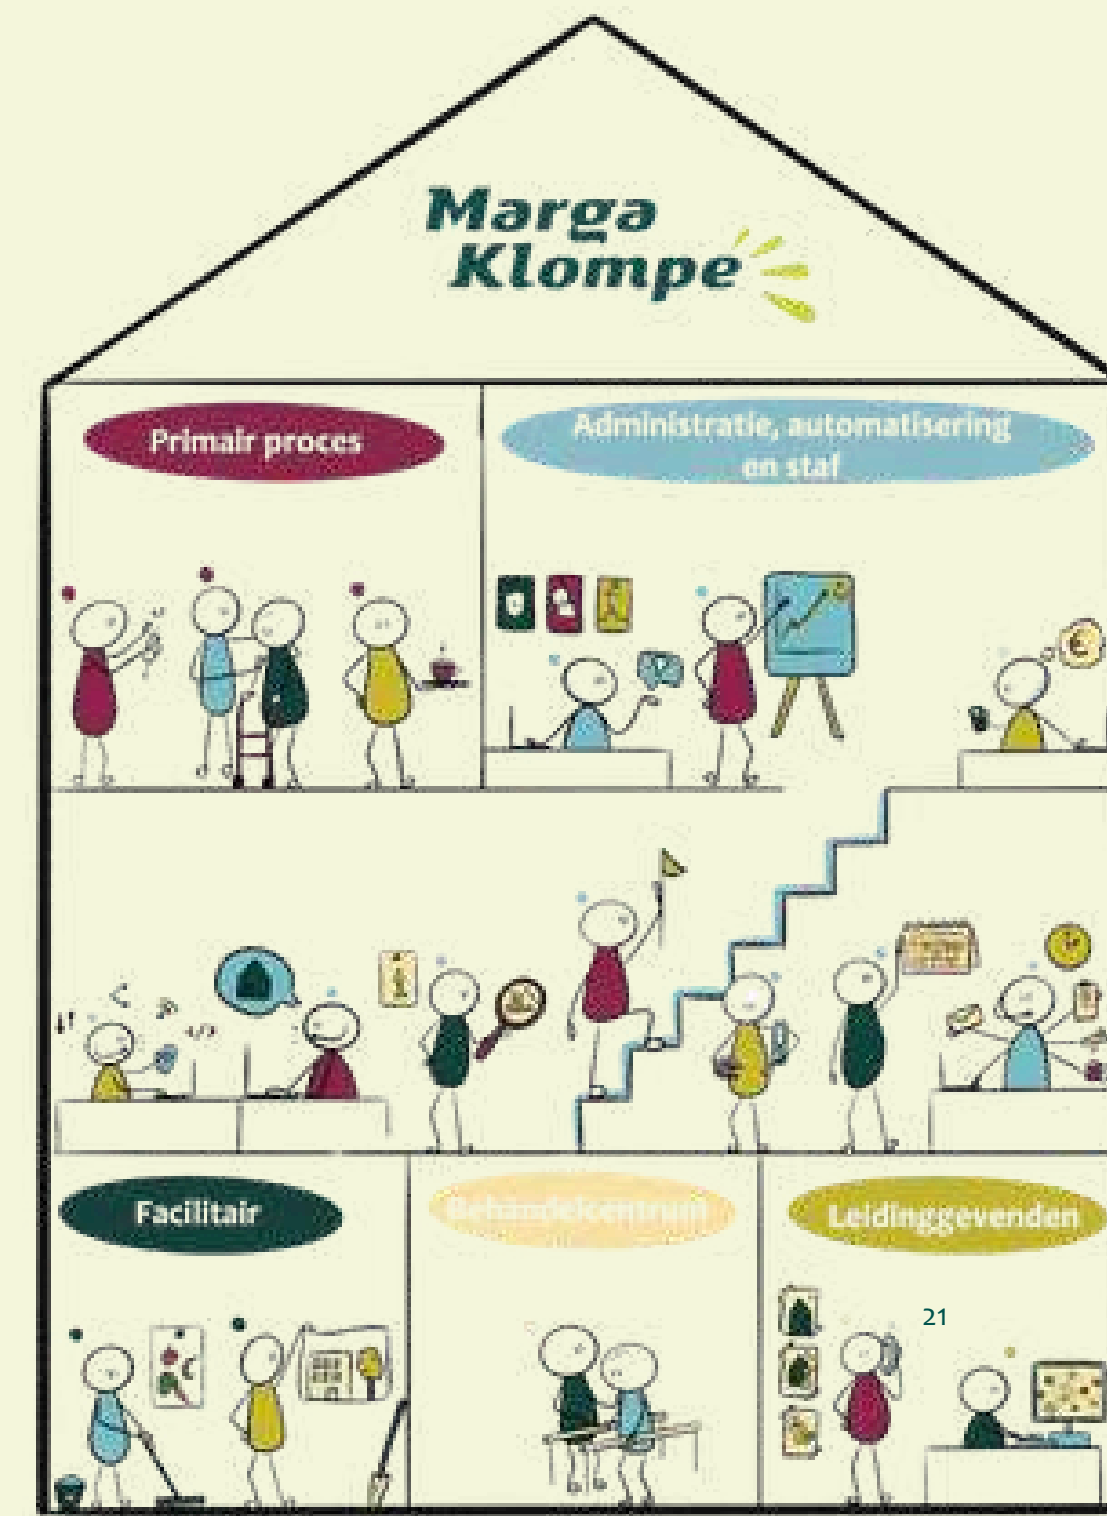 Marga
Klompe
Primair proces
Administratie, automatisering
en staf
</>
€
Facilitair
Behandelcentrum
Leidinggevenden
21